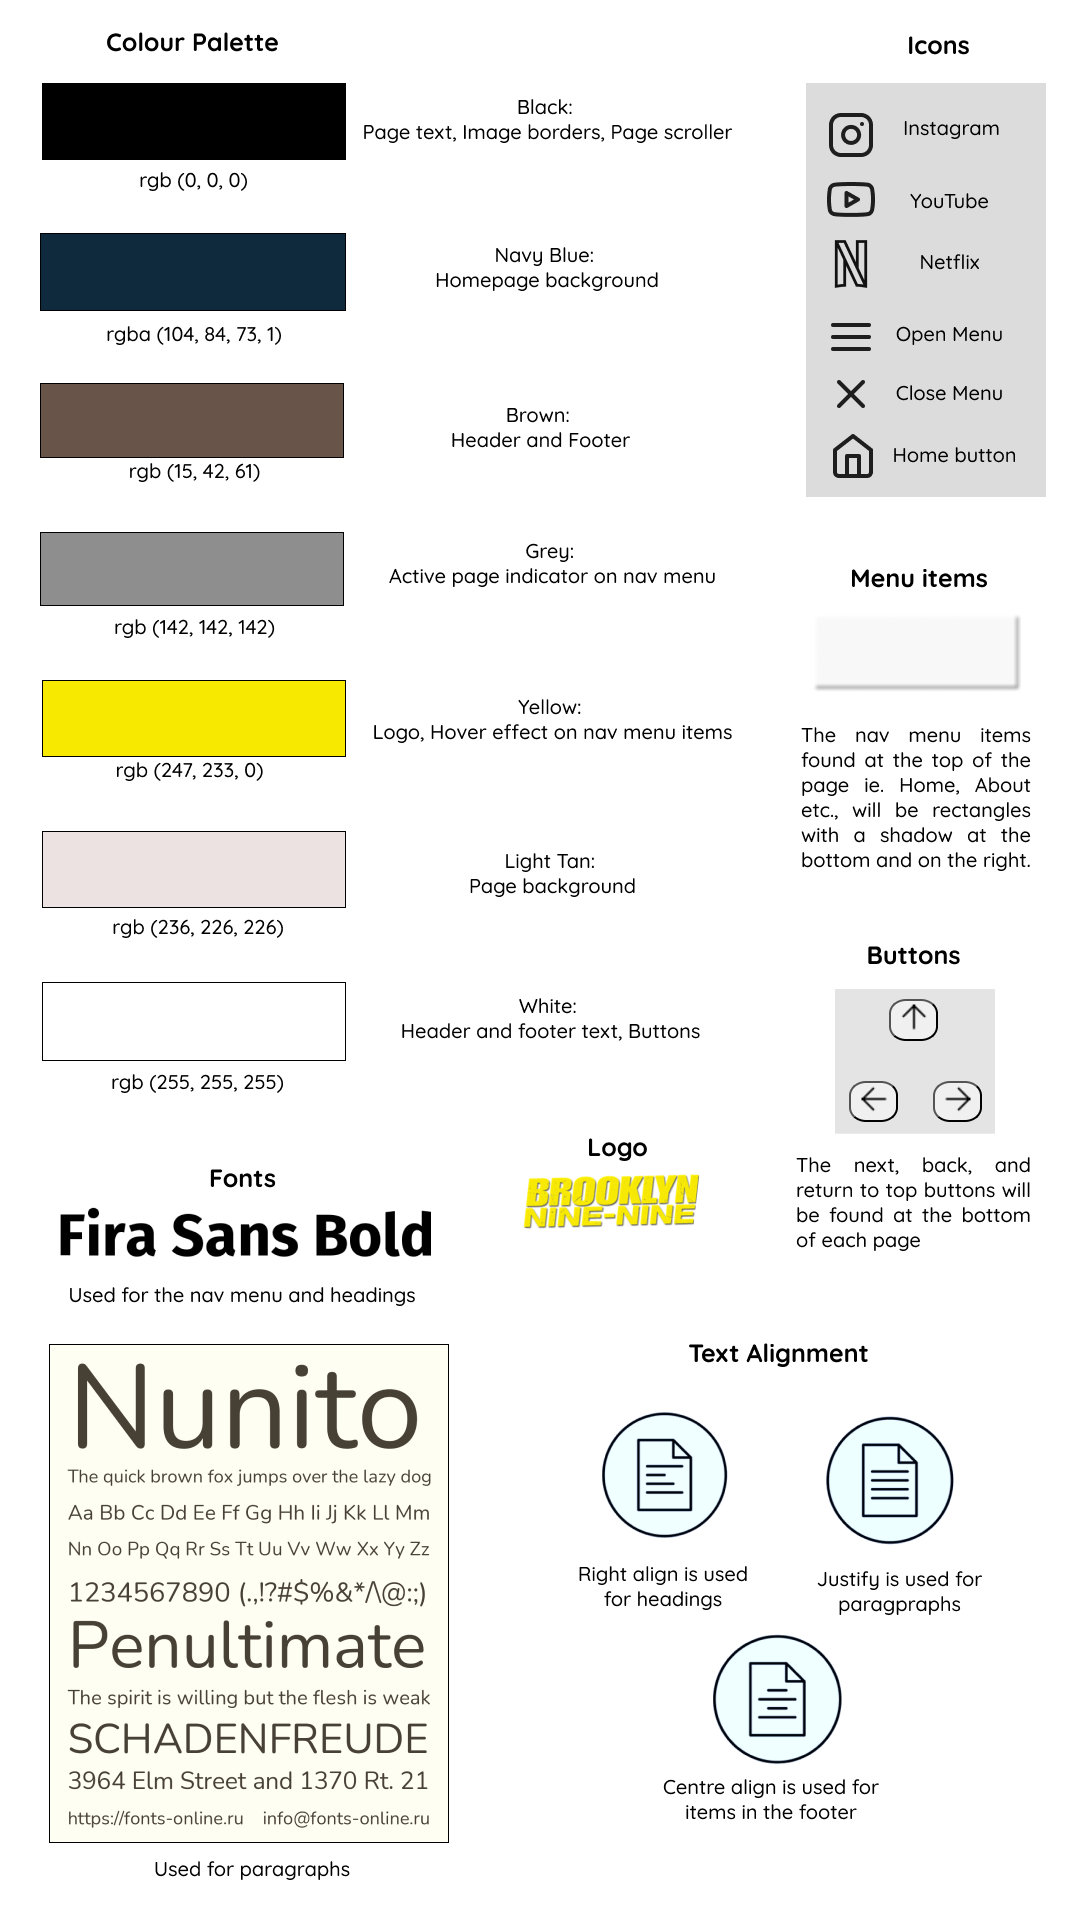 Colour Palette
Black:
Page text, Image borders, Page scroller
rgb (0, 0, 0)
Navy Blue:
Homepage background
rgba (104, 84, 73, 1)
Brown:
Header and Footer
rgb (15, 42, 61)
Grey:
Active page indicator on nav menu
rgb (142, 142, 142)
Yellow:
Logo, Hover effect on nav menu items
rgb (247, 233, 0)
Light Tan:
Page background
rgb (236, 226, 226)
White:
Header and footer text, Buttons
rgb (255, 255, 255)
Icons
Instagram
YouTube
Netflix
Open Menu
Close Menu
Home button
Menu items
The nav menu items
found at the top of the
page ie. Home, About
etc., will be rectangles
with a shadow at the
bottom and on the right.
Buttons
The next, back, and
return to top buttons will
be found at the bottom
of each page
Logo
BROOKLYN
NINE-NINE
Fonts
Fira Sans Bold
Used for the nav menu and headings
Nunito
The quick brown fox jumps over the lazy dog
Aa Bb Cc Dd Ee Ff Gg Hh Ii Jj Kk Ll Mm
Nn Oo Pp Qq Rr Ss Tt Uu Vv Ww Xx Yy Zz
1234567890 (.,!?#$%&*/\@:;)
Penultimate
The spirit is willing but the flesh is weak
SCHADENFREUDE
3964 Elm Street and 1370 Rt. 21
https://fonts-online.ru info@fonts-online.ru
Used for paragraphs
Text Alignment
Right align is used
for headings
Justify is used for
paragpraphs
Centre align is used for
items in the footer